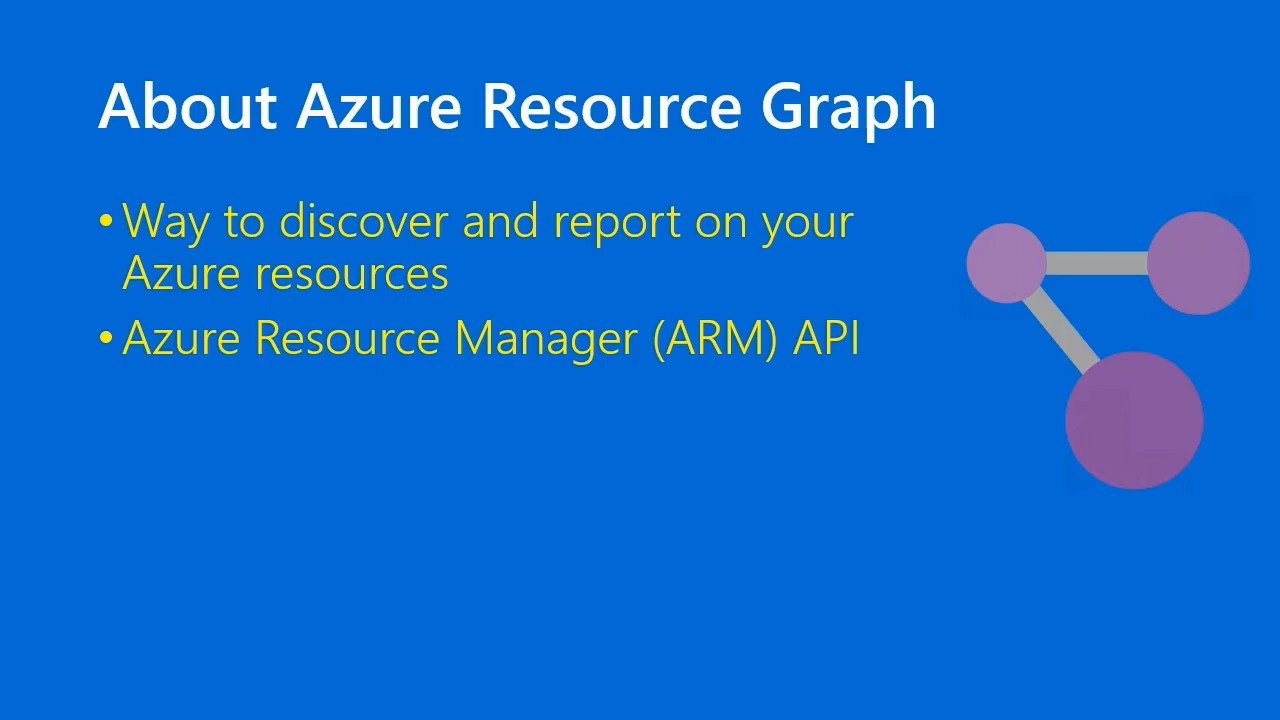 About Azure Resource Graph
•Way to discover and report on your
Azure resources
•Azure Resource Manager (ARM) API